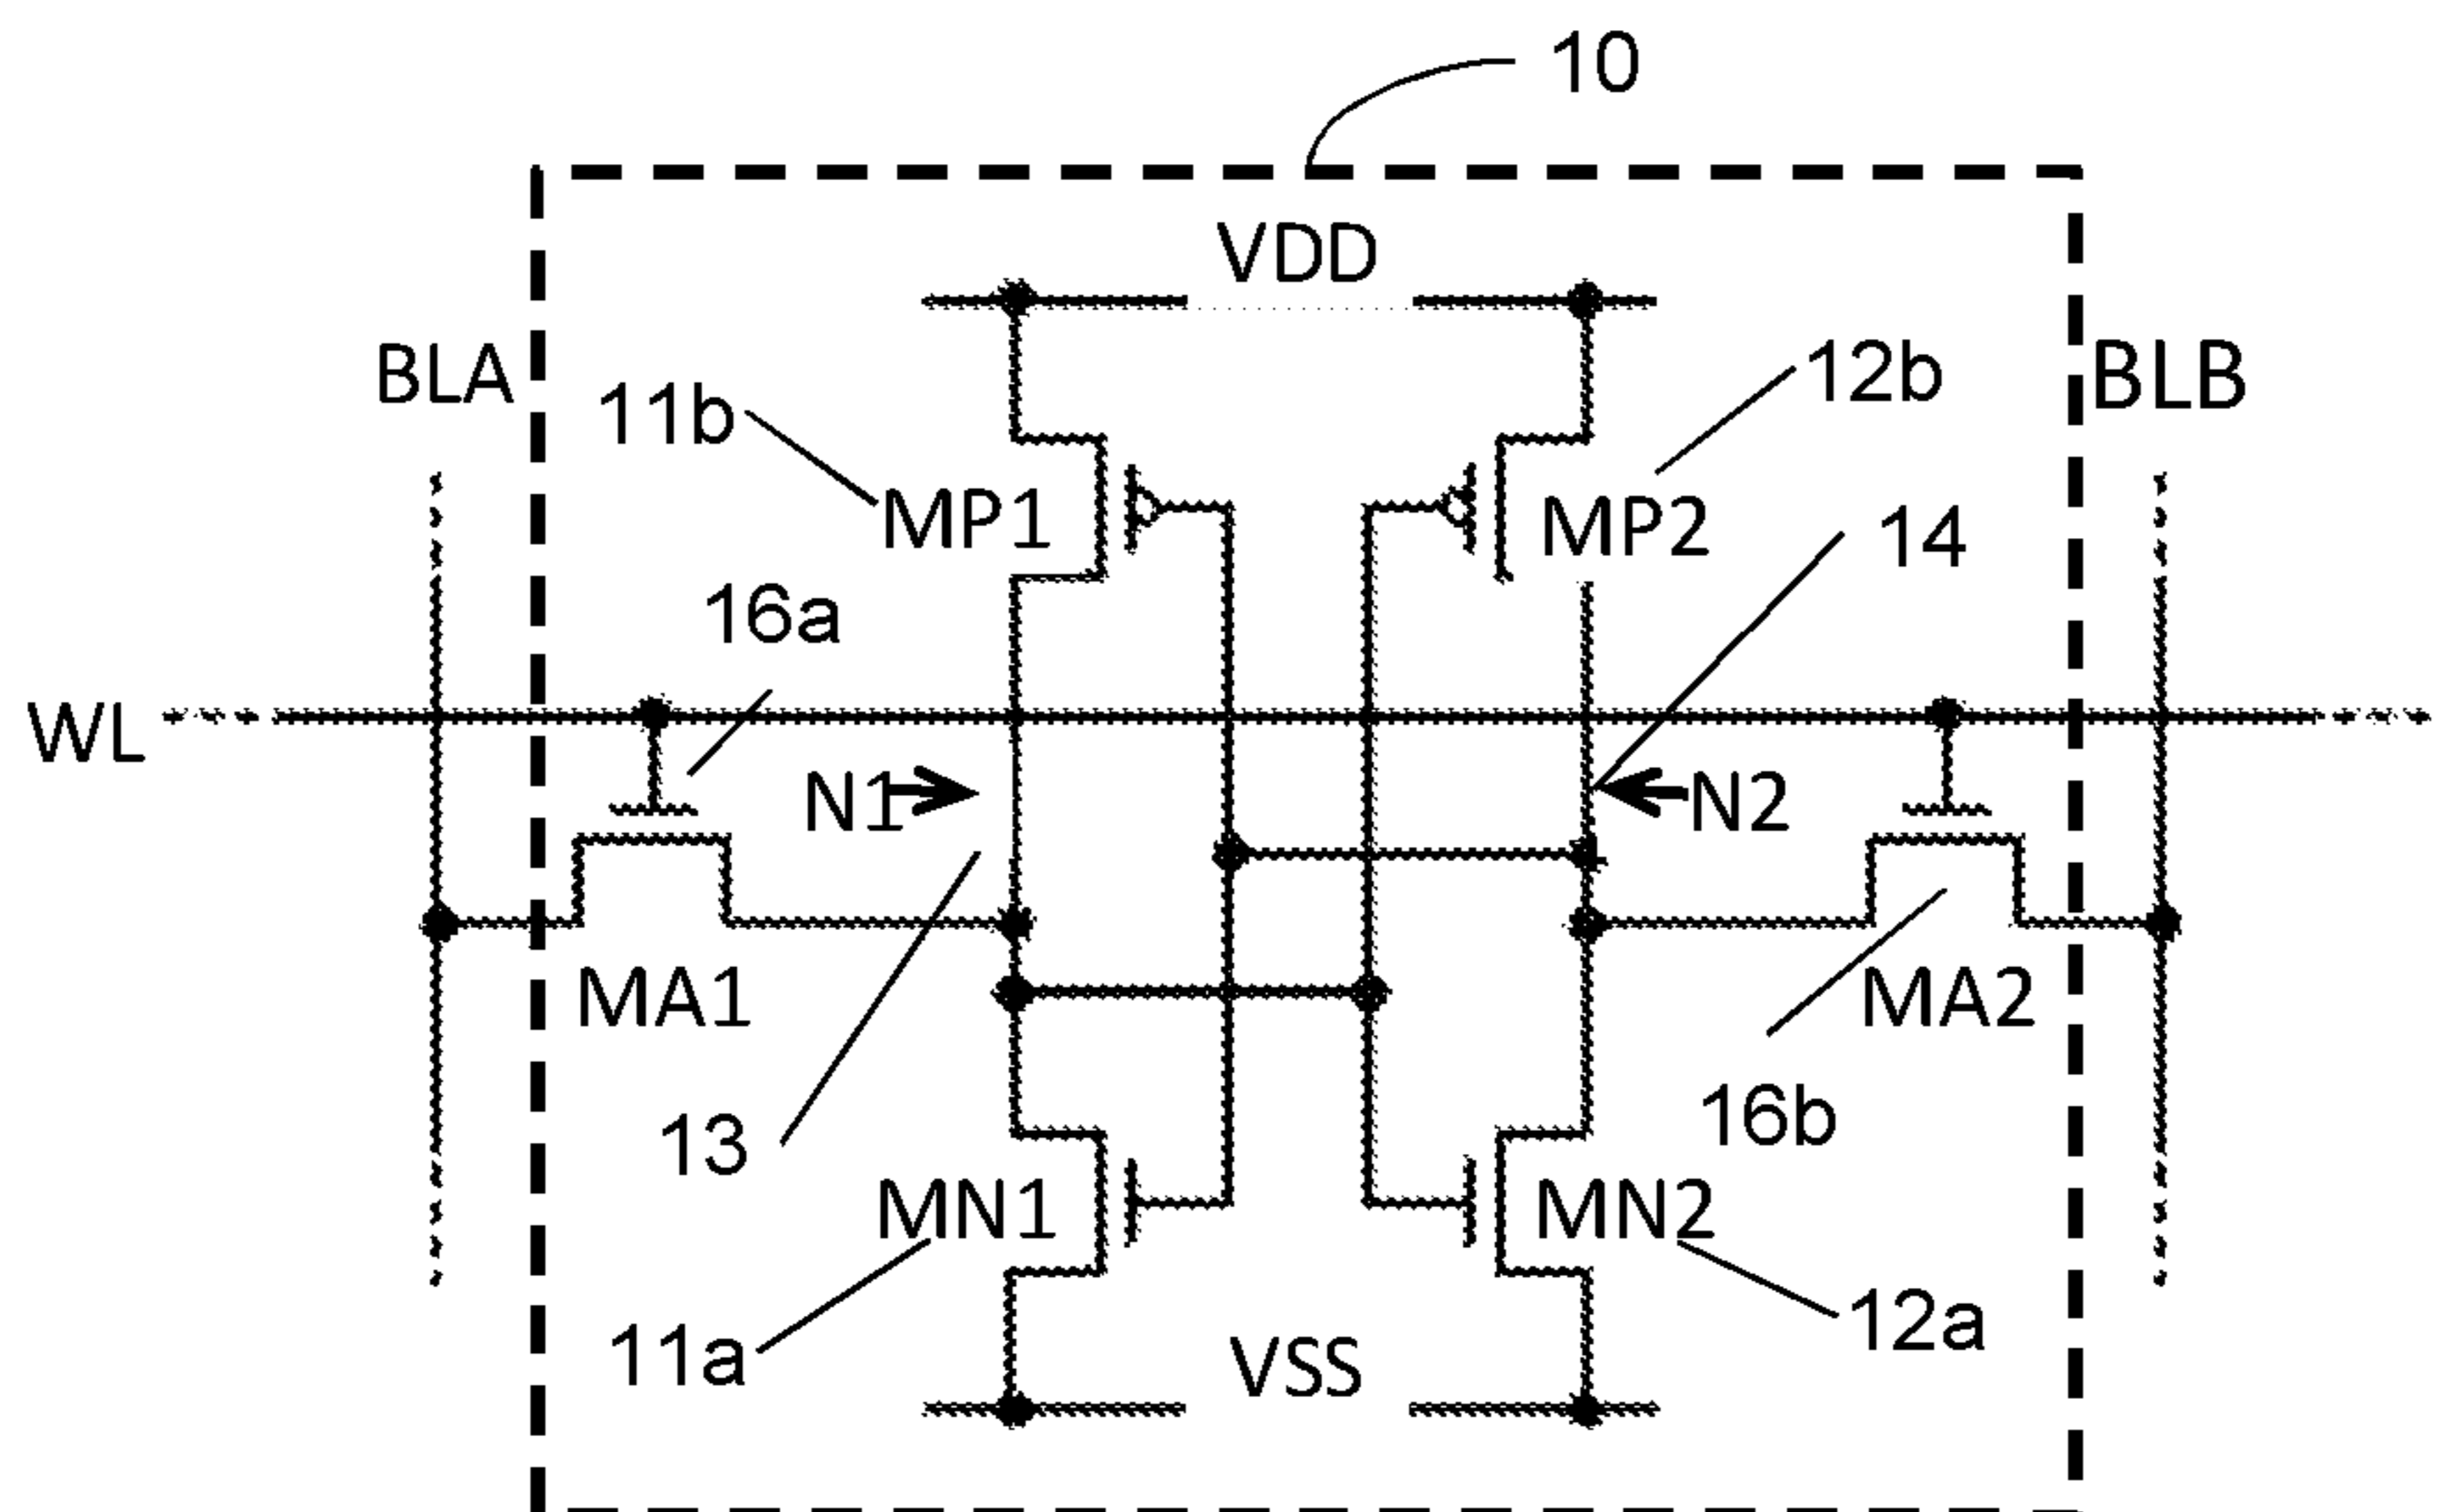 10
VDD
BLA
BLB
11b
12b
MP1
MP2
14
16a
WL
N1
N2
MA1
MA2
13
16b
MN1
MN2
11a
12a
VSS